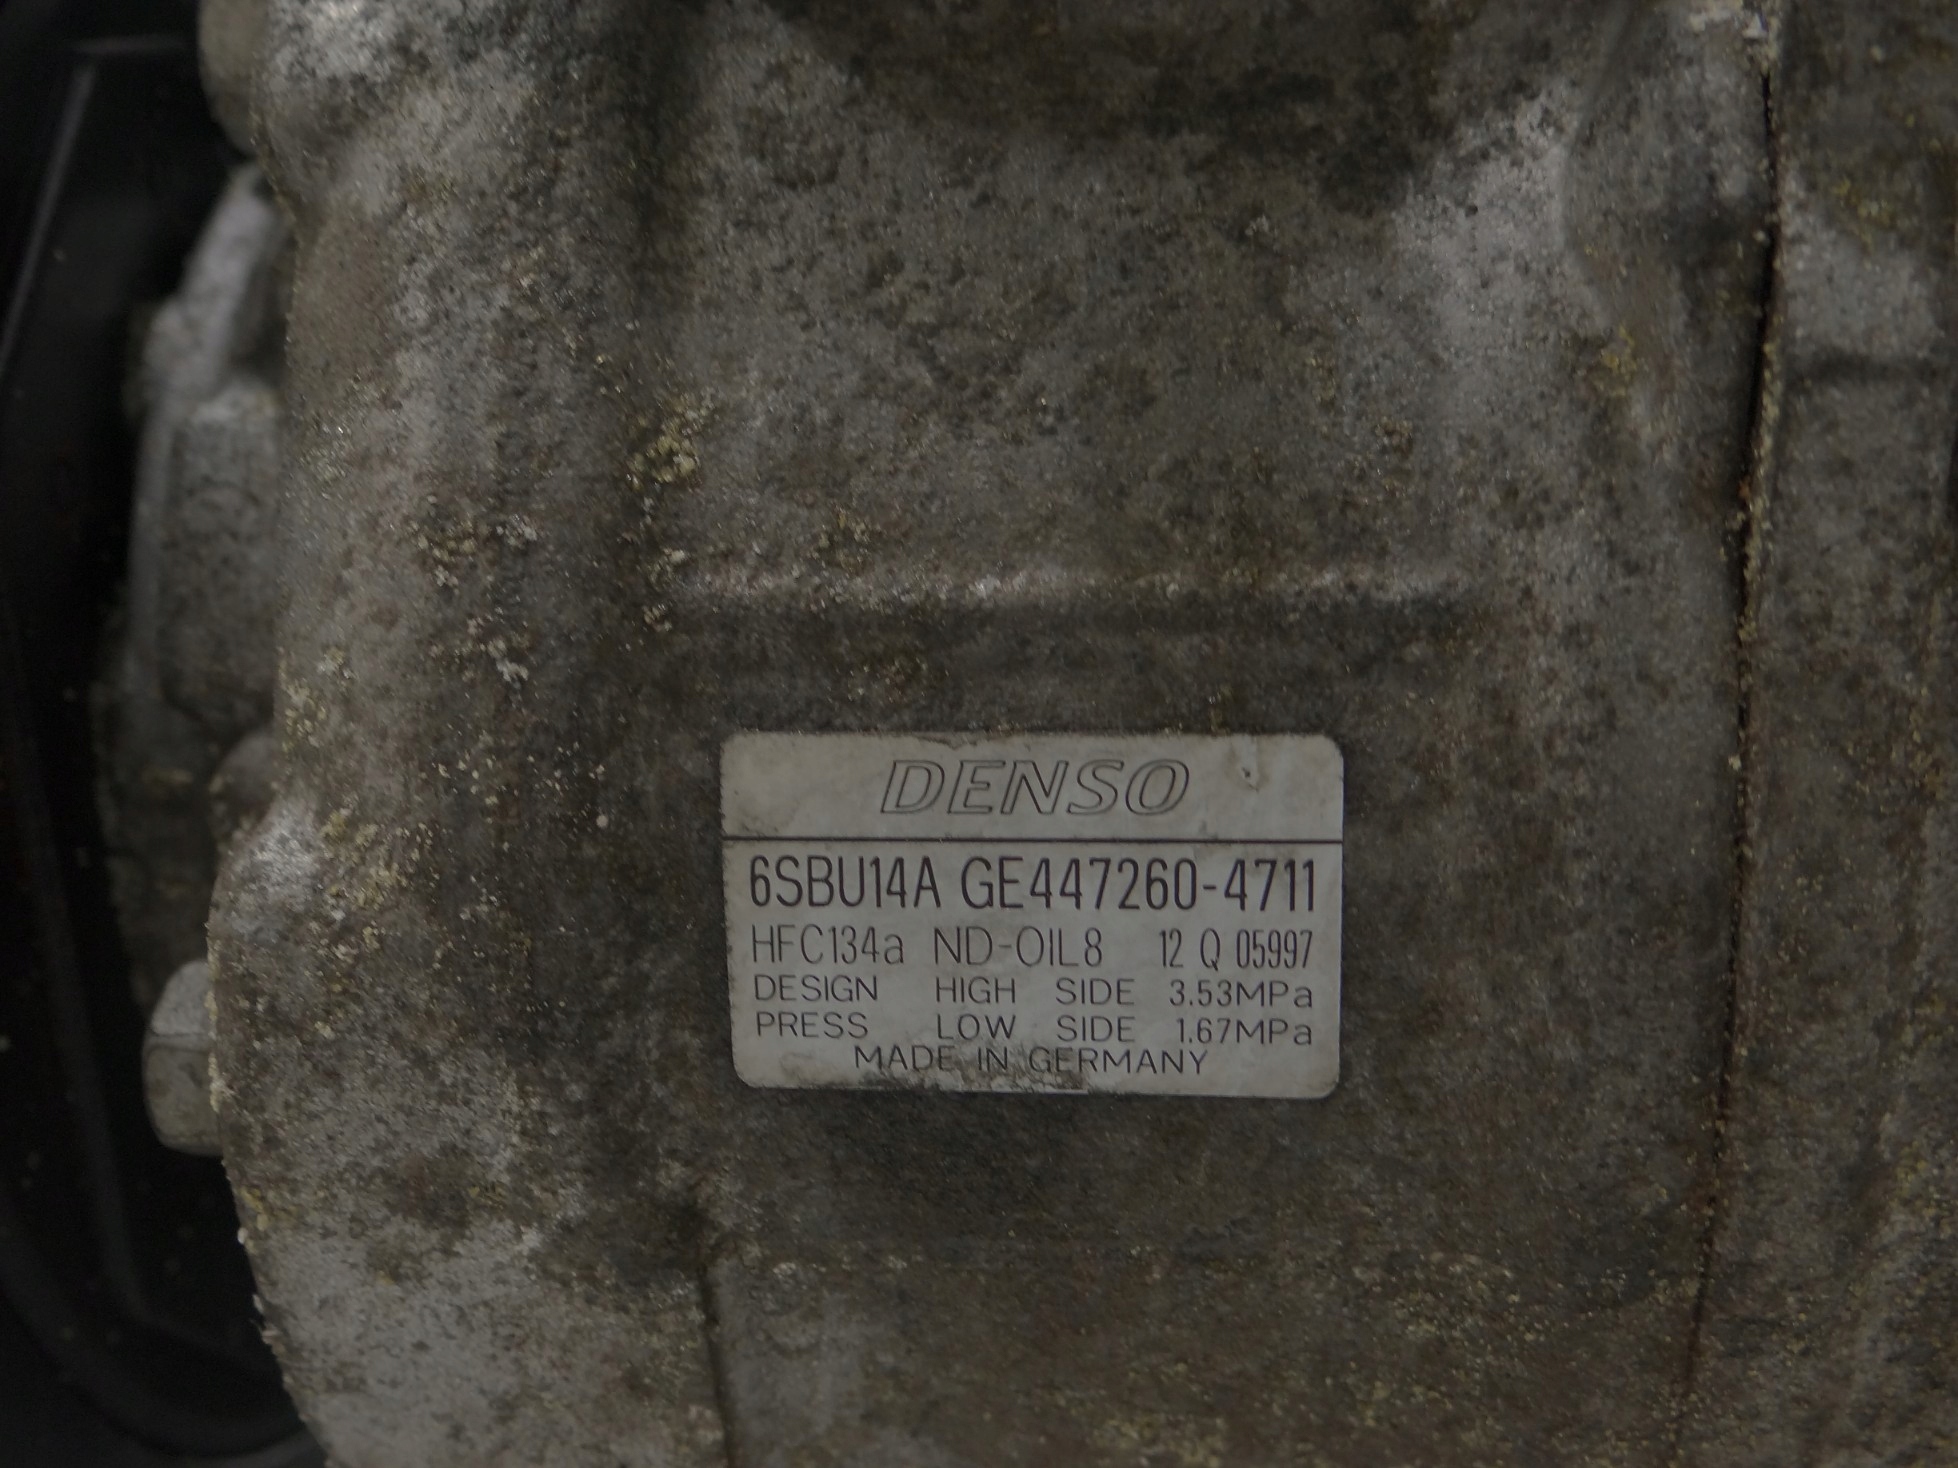 DENSO
6SBU14A GE447260-4711
HFC134a ND-OIL8 12 Q 05997
DESIGN HIGH SIDE 3.53MPa
PRESS LOW SIDE 1.67MPa
MADE IN GERMANY